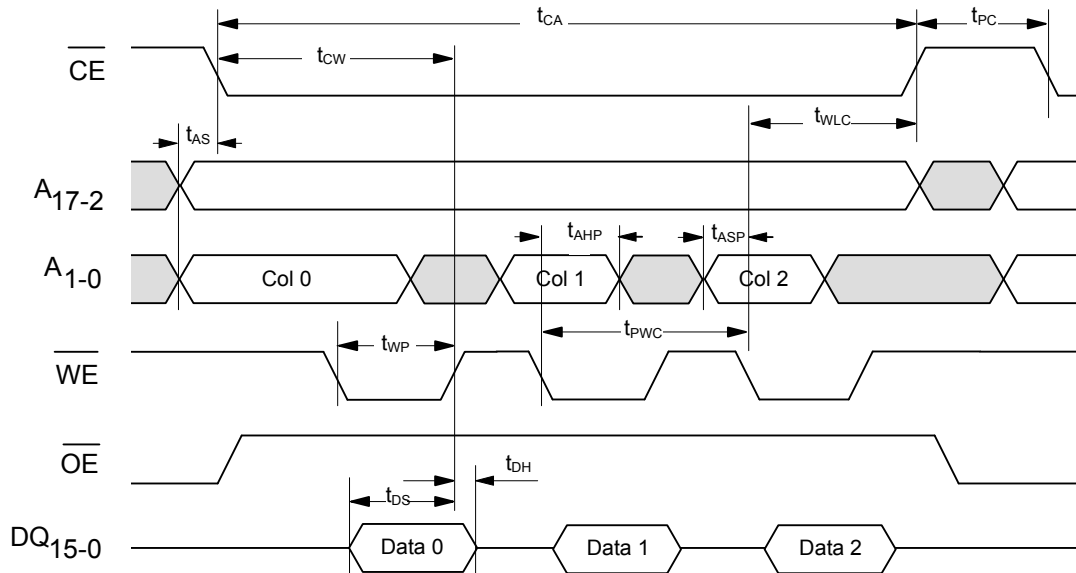 tCA
tPC
CE
tCW
tWLC
tAS
A17-2
tAHP
tASP
A1-0
Col 0
Col 1
Col 2
tPWC
tWP
WE
OE
tDH
tDS
DQ15-0
Data 0
Data 1
Data 2